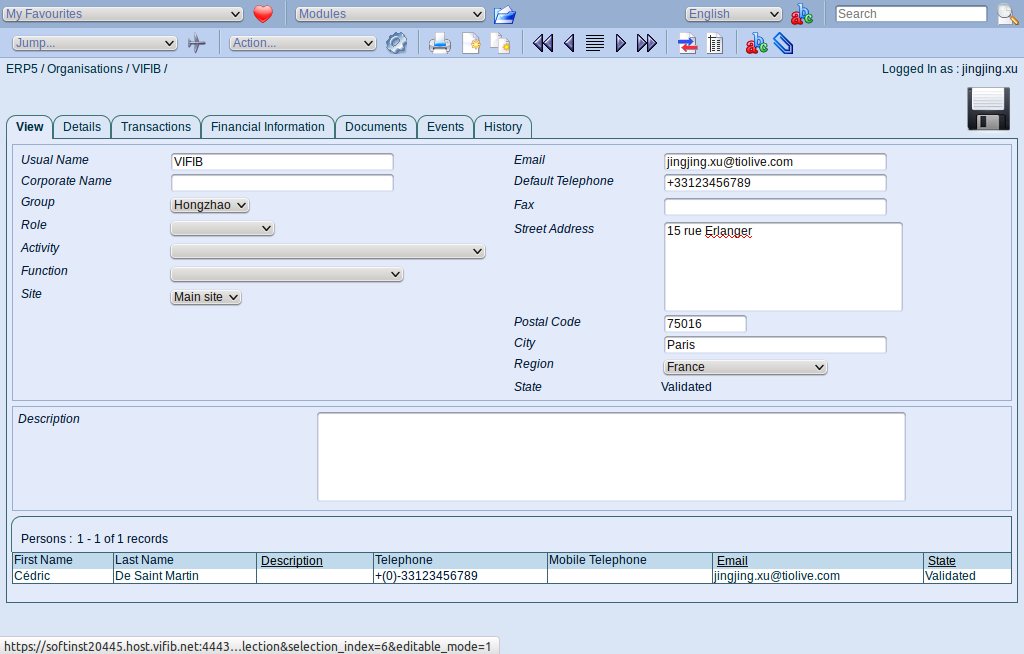 My Favourites Modules English Search
Jump... Action...
ERP5 / Organisations / VIFIB / Logged In as : jingjing.xu
View Details Transactions Financial Information Documents Events History
Usual Name VIFIB Email jingjing.xu@tiolive.com
Corporate Name Default Telephone +33123456789
Group Hongzhao Fax
Role Street Address 15 rue Erlanger
Activity
Function
Site Main site
Postal Code 75016
City Paris
Region France
State Validated
Description
Persons : 1 - 1 of 1 records
First Name Last Name Description Telephone Mobile Telephone Email State
Cédric De Saint Martin +(0)-33123456789 jingjing.xu@tiolive.com Validated
https://softinst20445.host.vifib.net:4443...lection&selection_index=6&editable_mode=1